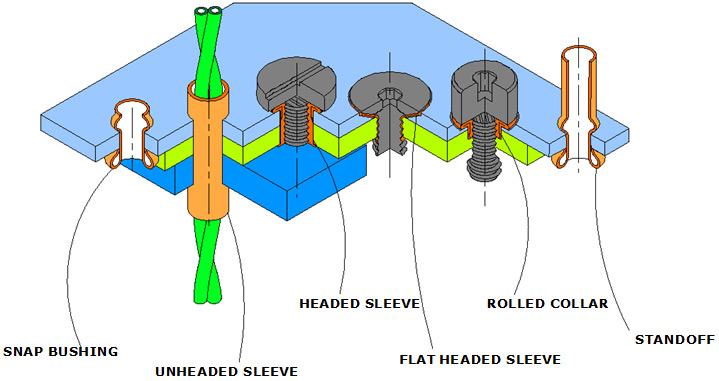 HEADED SLEEVE
ROLLED COLLAR
STANDOFF
SNAP BUSHING
FLAT HEADED SLEEVE
UNHEADED SLEEVE